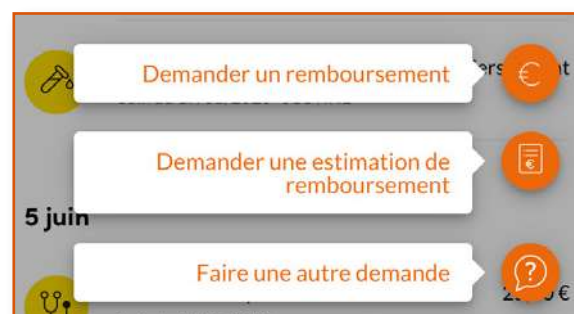 Demander un remboursement
Demander une estimation de
remboursement
5 juin
Faire une autre demande